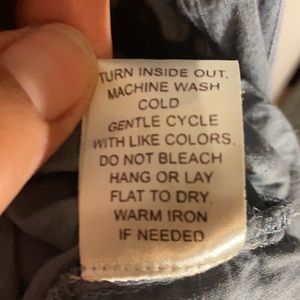 TURN INSIDE OUT.
MACHINE WASH
COLD
GENTLE CYCLE
WITH LIKE COLORS.
DO NOT BLEACH
HANG OR LAY
FLAT TO DRY.
WARM IRON
IF NEEDED